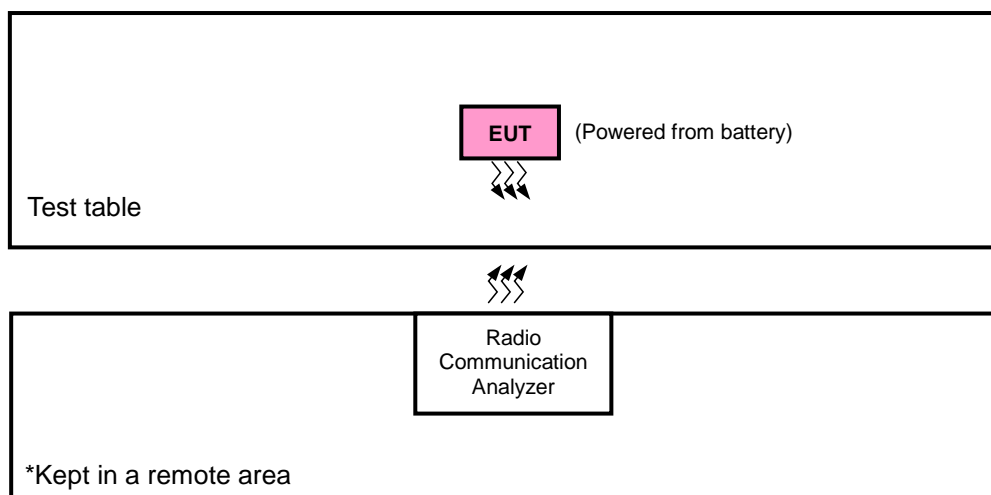 EUT
(Powered from battery)
Test table
Radio
Communication
Analyzer
*Kept in a remote area